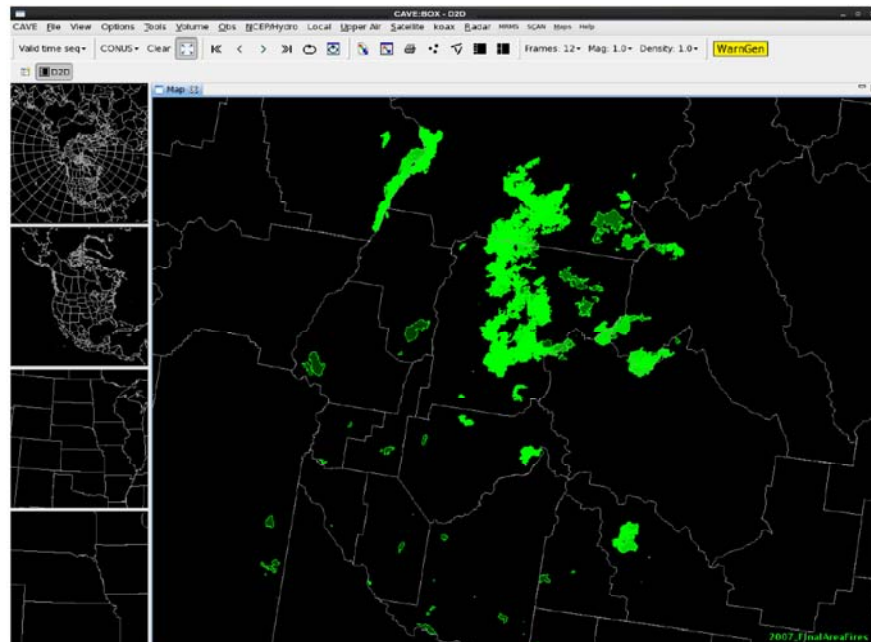 CAVE:BOX - D2D
CAVE File View Options Tools Volume Obs NCEP/Hydro Local Upper Air Satellite koax Radar MRMS SCAN Maps Help
Valid time seq CONUS Clear Frames: 12 Mag: 1.0 Density: 1.0 WarnGen
D2D
Map
2007_FinalAreaFires